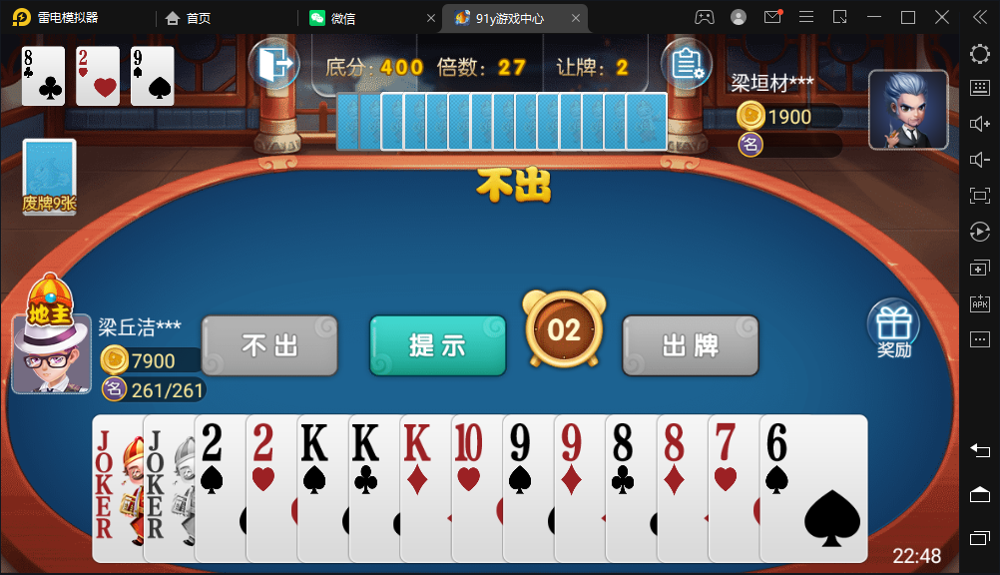 雷电模拟器
首页
微信
91y游戏中心
8
2
9
底分:400
倍数:27
让牌:2
梁垣材***
1900
名
废牌9张
不出
地主
梁丘洁***
7900
名
261/261
不出
提示
02
出牌
奖励
JOKER
JOKER
2
2
K
K
K
10
9
9
8
8
7
6
22:48
APK